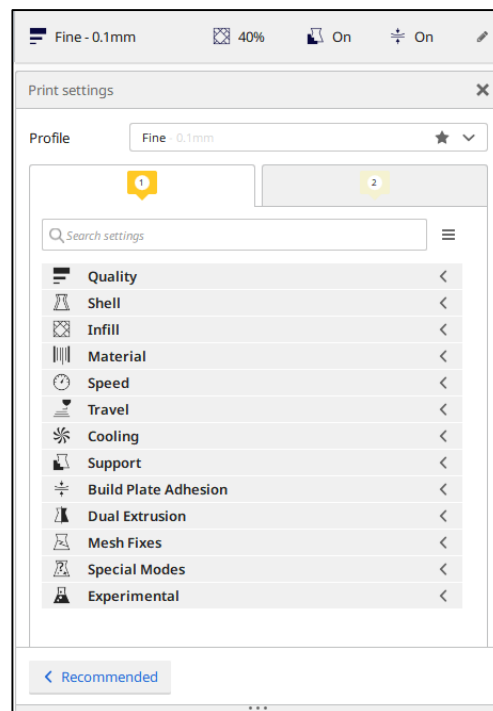 Fine - 0.1mm 40% On On
Print settings
Profile Fine - 0.1mm
1 2
Search settings
Quality
Shell
Infill
Material
Speed
Travel
Cooling
Support
Build Plate Adhesion
Dual Extrusion
Mesh Fixes
Special Modes
Experimental
Recommended